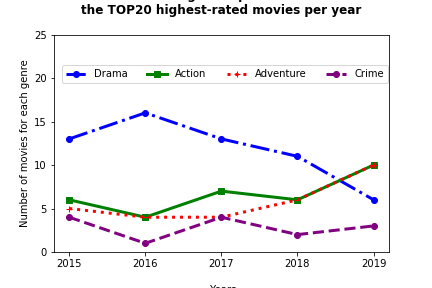 the TOP20 highest-rated movies per year
25
20
15
10
5
0
Number of movies for each genre
Drama Action Adventure Crime
2015 2016 2017 2018 2019